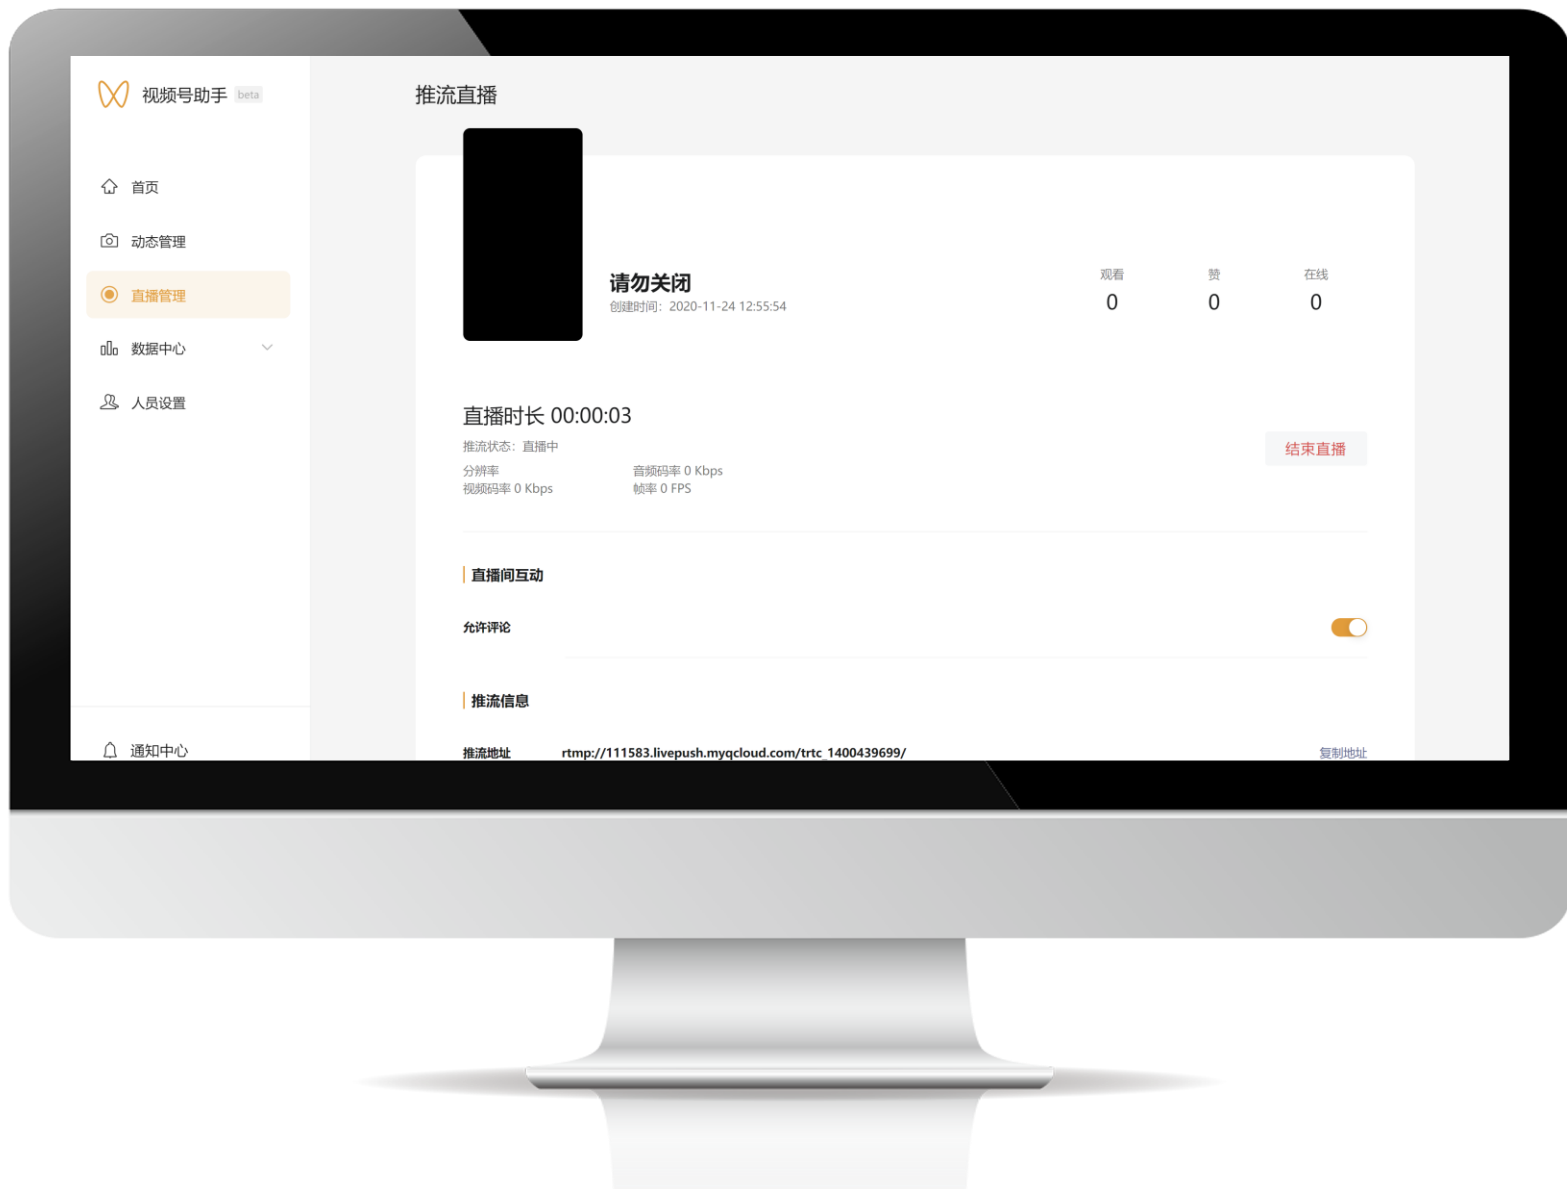 视频号助手 beta
首页
动态管理
直播管理
数据中心
人员设置
通知中心
推流直播
请勿关闭
创建时间：2020-11-24 12:55:54
观看 赞 在线
0 0 0
直播时长 00:00:03
推流状态：直播中
分辨率 音频码率 0 Kbps
视频码率 0 Kbps 帧率 0 FPS
结束直播
直播间互动
允许评论
推流信息
推流地址 rtmp://111583.livepush.myqcloud.com/trtc_1400439699/ 复制地址